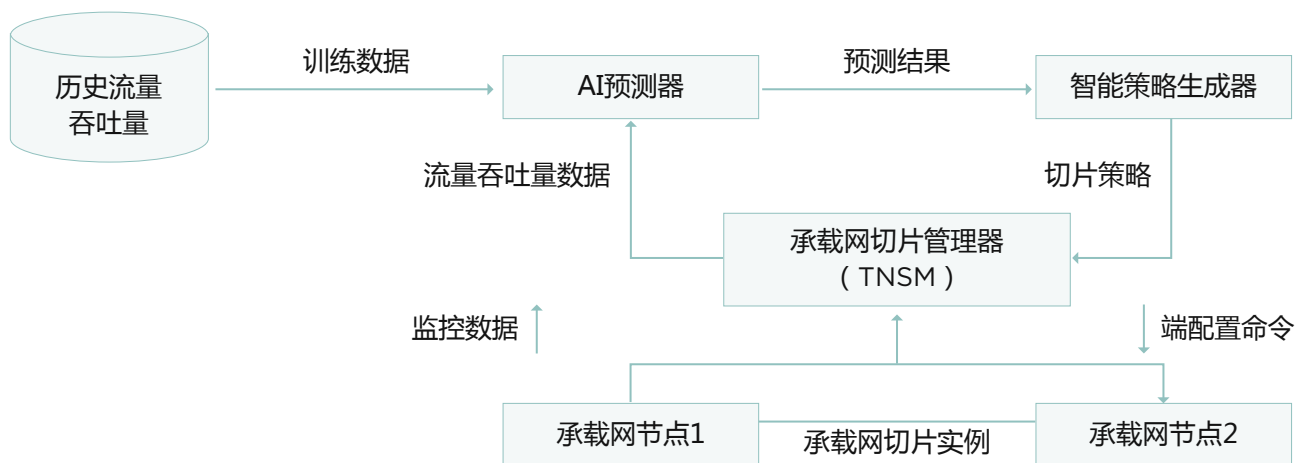 训练数据
预测结果
历史流量
吞吐量
AI预测器
智能策略生成器
流量吞吐量数据
切片策略
承载网切片管理器
（TNSM）
监控数据
端配置命令
承载网节点1
承载网切片实例
承载网节点2